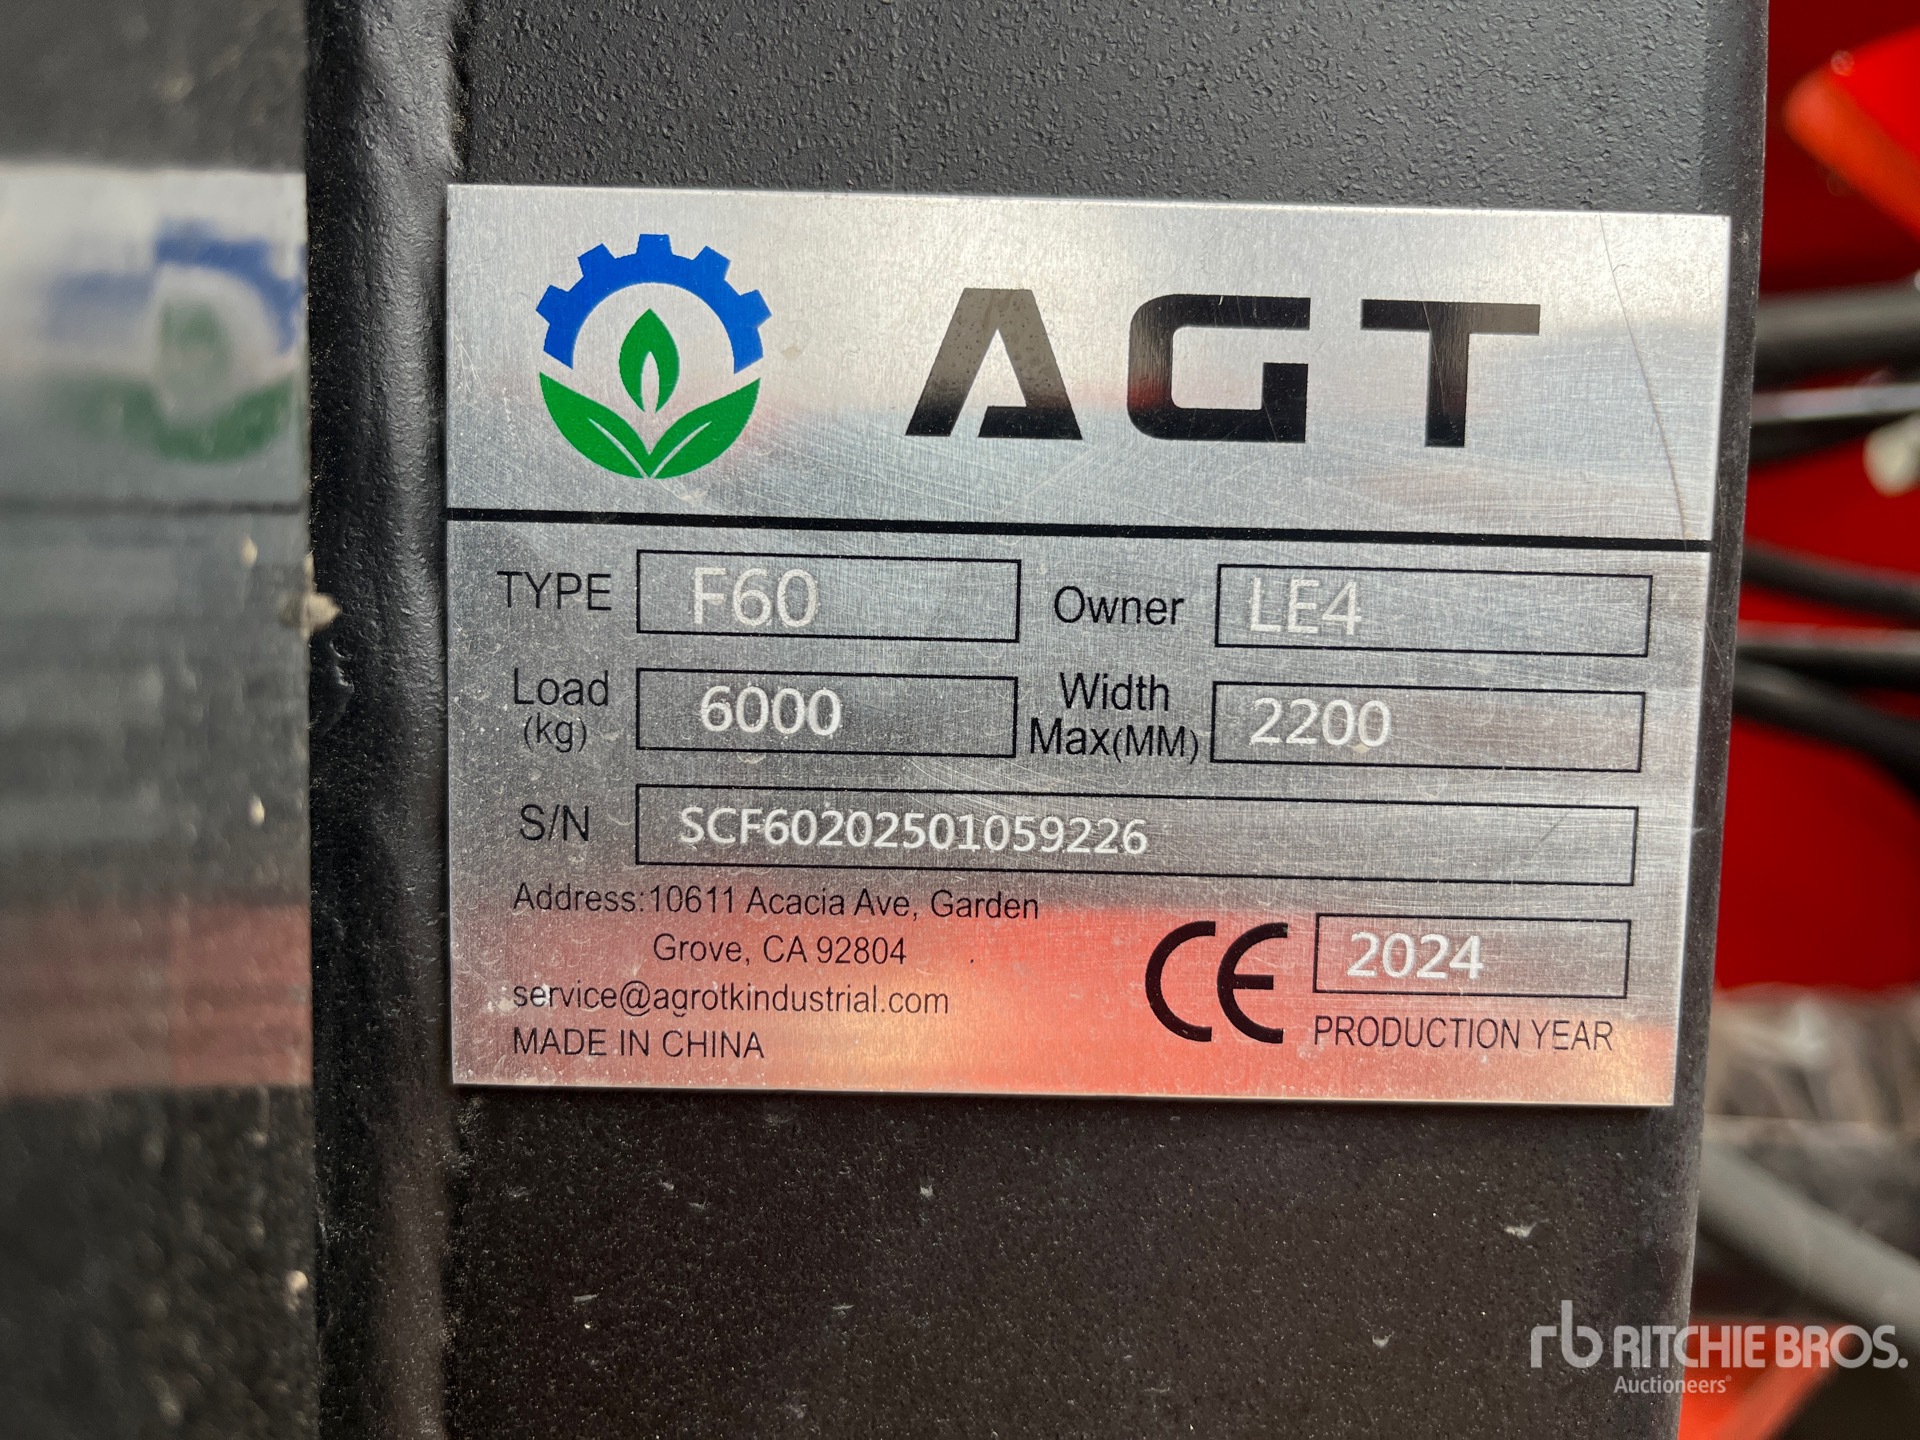 AGT
TYPE F60 Owner LE4
Load (kg) 6000 Width Max(MM) 2200
S/N SCF60202501059226
Address:10611 Acacia Ave, Garden
Grove, CA 92804
service@agrotkindustrial.com
MADE IN CHINA
CE 2024
PRODUCTION YEAR
rb RITCHIE BROS.
Auctioneers